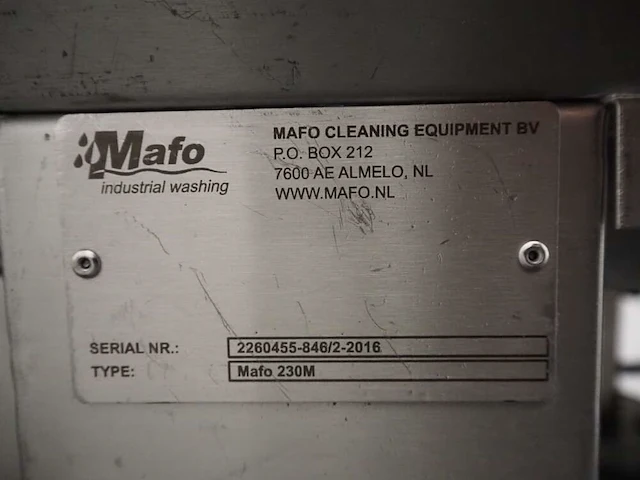 Mafo
industrial washing
MAFO CLEANING EQUIPMENT BV
P.O. BOX 212
7600 AE ALMELO, NL
WWW.MAFO.NL
SERIAL NR.: 2260455-846/2-2016
TYPE: Mafo 230M